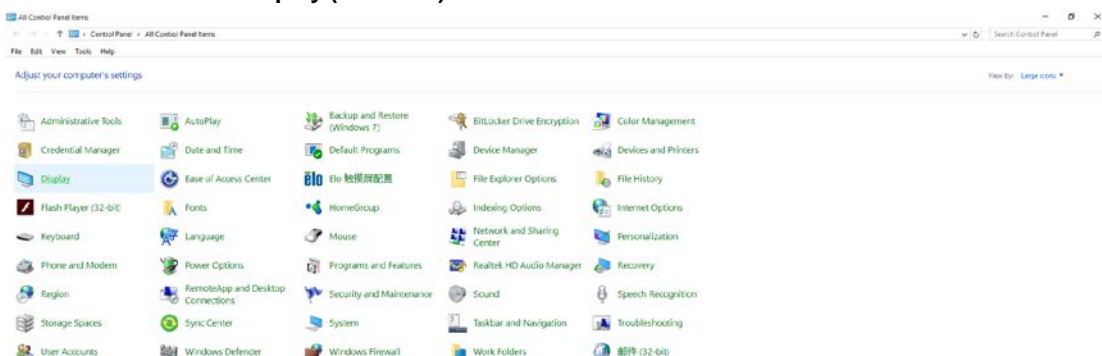 play (
All Control Panel Items
Control Panel > All Control Panel Items
Search Control Panel
File Edit View Tools Help
Adjust your computer's settings
View by: Large icons
Administrative Tools AutoPlay Backup and Restore (Windows 7) BitLocker Drive Encryption Color Management
Credential Manager Date and Time Default Programs Device Manager Devices and Printers
Display Ease of Access Center elo Elo 触摸屏配置 File Explorer Options File History
Flash Player (32-bit) Fonts HomeGroup Indexing Options Internet Options
Keyboard Language Mouse Network and Sharing Center Personalization
Phone and Modem Power Options Programs and Features Realtek HD Audio Manager Recovery
Region RemoteApp and Desktop Connections Security and Maintenance Sound Speech Recognition
Storage Spaces Sync Center System Taskbar and Navigation Troubleshooting
User Accounts Windows Defender Windows Firewall Work Folders 邮件 (32-bit)